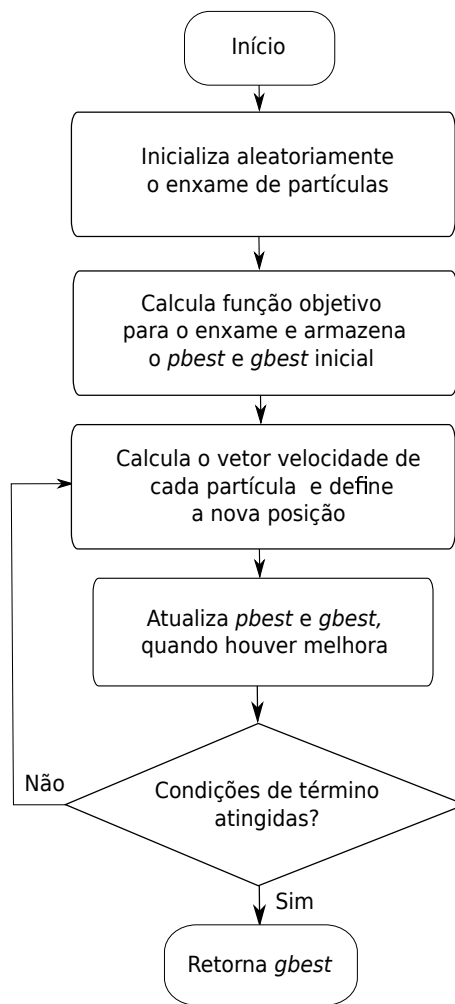 Início
Inicializa aleatoriamente
o enxame de partículas
Calcula função objetivo
para o enxame e armazena
o pbest e gbest inicial
Calcula o vetor velocidade de
cada partícula e define
a nova posição
Atualiza pbest e gbest,
quando houver melhora
Condições de término
atingidas?
Não
Sim
Retorna gbest